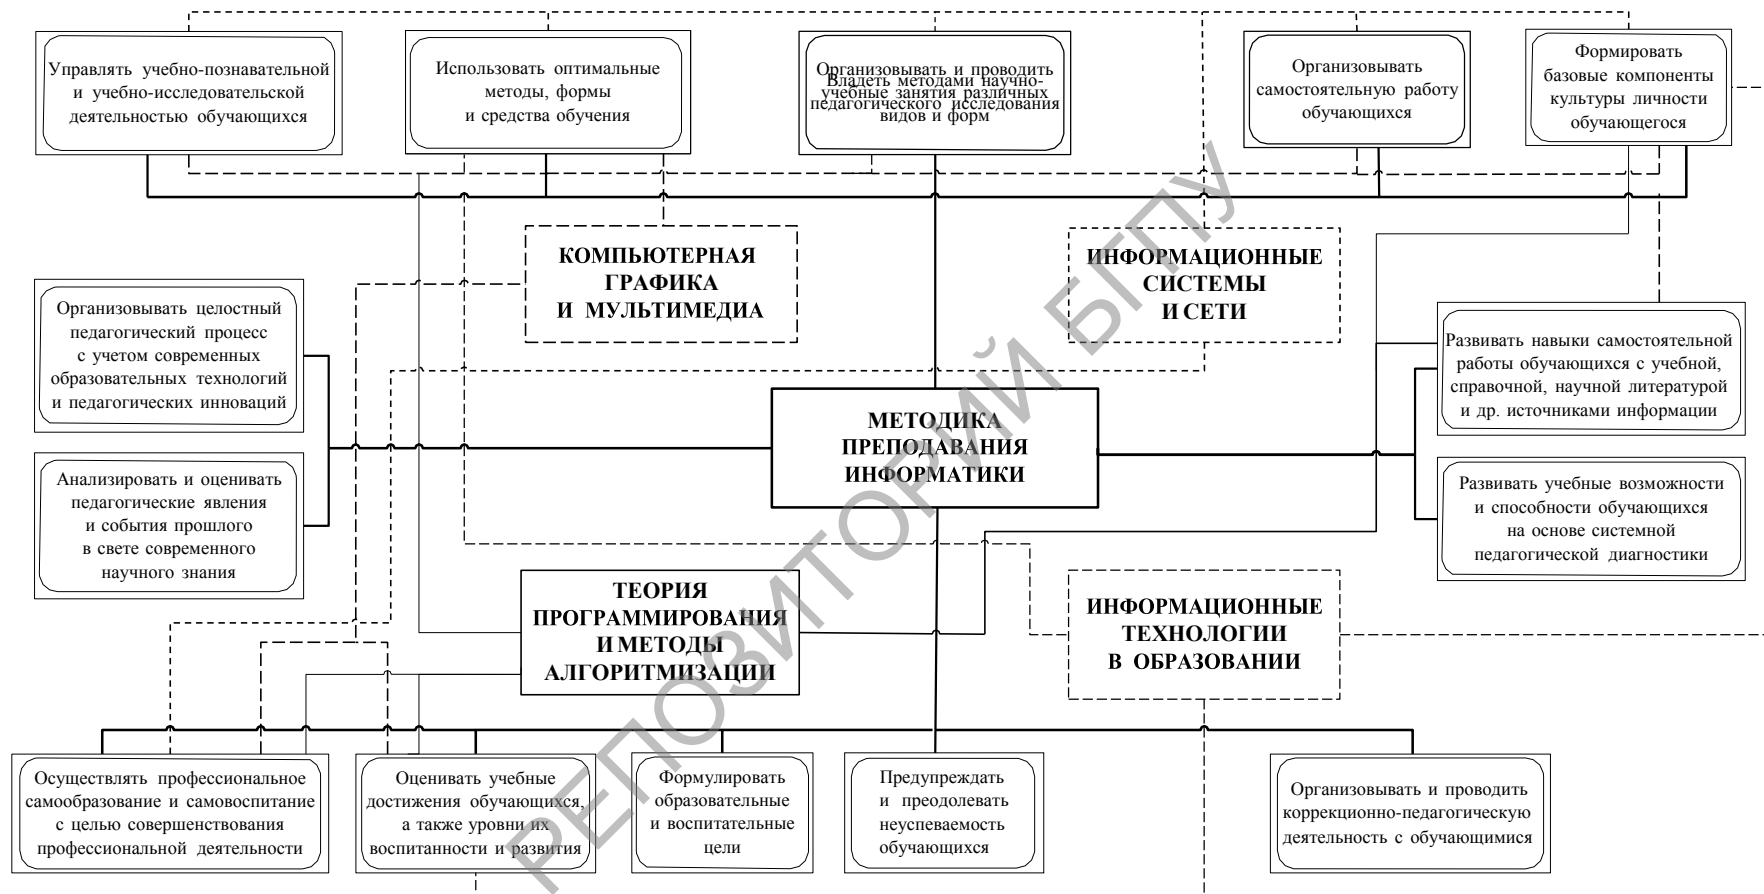 Управлять учебно-познавательной
и учебно-исследовательской
деятельностью обучающихся
Использовать оптимальные
методы, формы
и средства обучения
Организовывать и проводить
учебные занятия различных
видов и форм
Владеть методами научно-
педагогического исследования
Организовывать
самостоятельную работу
обучающихся
Формировать
базовые компоненты
культуры личности
обучающегося
КОМПЬЮТЕРНАЯ
ГРАФИКА
И МУЛЬТИМЕДИА
ИНФОРМАЦИОННЫЕ
СИСТЕМЫ
И СЕТИ
Организовывать целостный
педагогический процесс
с учетом современных
образовательных технологий
и педагогических инноваций
Развивать навыки самостоятельной
работы обучающихся с учебной,
справочной, научной литературой
и др. источниками информации
МЕТОДИКА
ПРЕПОДАВАНИЯ
ИНФОРМАТИКИ
Анализировать и оценивать
педагогические явления
и события прошлого
в свете современного
научного знания
Развивать учебные возможности
и способности обучающихся
на основе системной
педагогической диагностики
ТЕОРИЯ
ПРОГРАММИРОВАНИЯ
И МЕТОДЫ
АЛГОРИТМИЗАЦИИ
ИНФОРМАЦИОННЫЕ
ТЕХНОЛОГИИ
В ОБРАЗОВАНИИ
Осуществлять профессиональное
самообразование и самовоспитание
с целью совершенствования
профессиональной деятельности
Оценивать учебные
достижения обучающихся,
а также уровни их
воспитанности и развития
Формулировать
образовательные
и воспитательные
цели
Предупреждать
и преодолевать
неуспеваемость
обучающихся
Организовывать и проводить
коррекционно-педагогическую
деятельность с обучающимися
РЕПОЗИТОРИЙ БГПУ